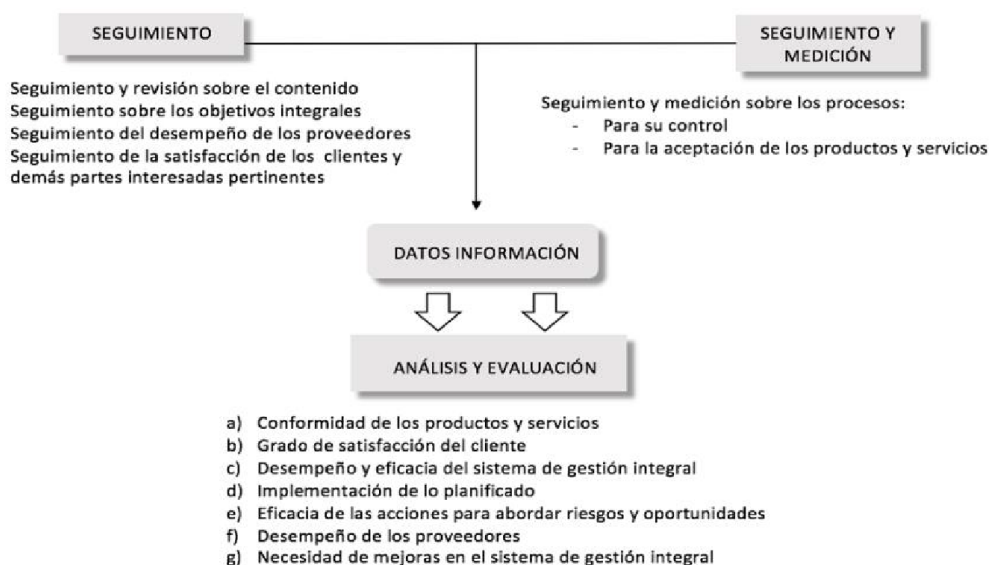 SEGUIMIENTO
SEGUIMIENTO Y
MEDICIÓN
Seguimiento y revisión sobre el contenido
Seguimiento sobre los objetivos integrales
Seguimiento del desempeño de los proveedores
Seguimiento de la satisfacción de los clientes y
demás partes interesadas pertinentes
Seguimiento y medición sobre los procesos:
- Para su control
- Para la aceptación de los productos y servicios
DATOS INFORMACIÓN
ANÁLISIS Y EVALUACIÓN
a) Conformidad de los productos y servicios
b) Grado de satisfacción del cliente
c) Desempeño y eficacia del sistema de gestión integral
d) Implementación de lo planificado
e) Eficacia de las acciones para abordar riesgos y oportunidades
f) Desempeño de los proveedores
g) Necesidad de mejoras en el sistema de gestión integral